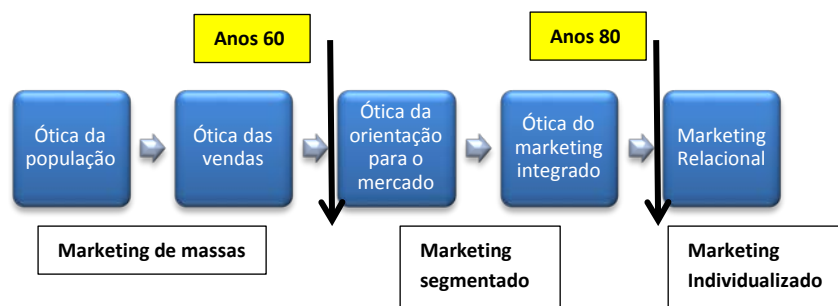 Anos 60
Anos 80
Ótica da
população
Ótica das
vendas
Ótica da
orientação
para o
mercado
Ótica do
marketing
integrado
Marketing
Relacional
Marketing de massas
Marketing
segmentado
Marketing
Individualizado